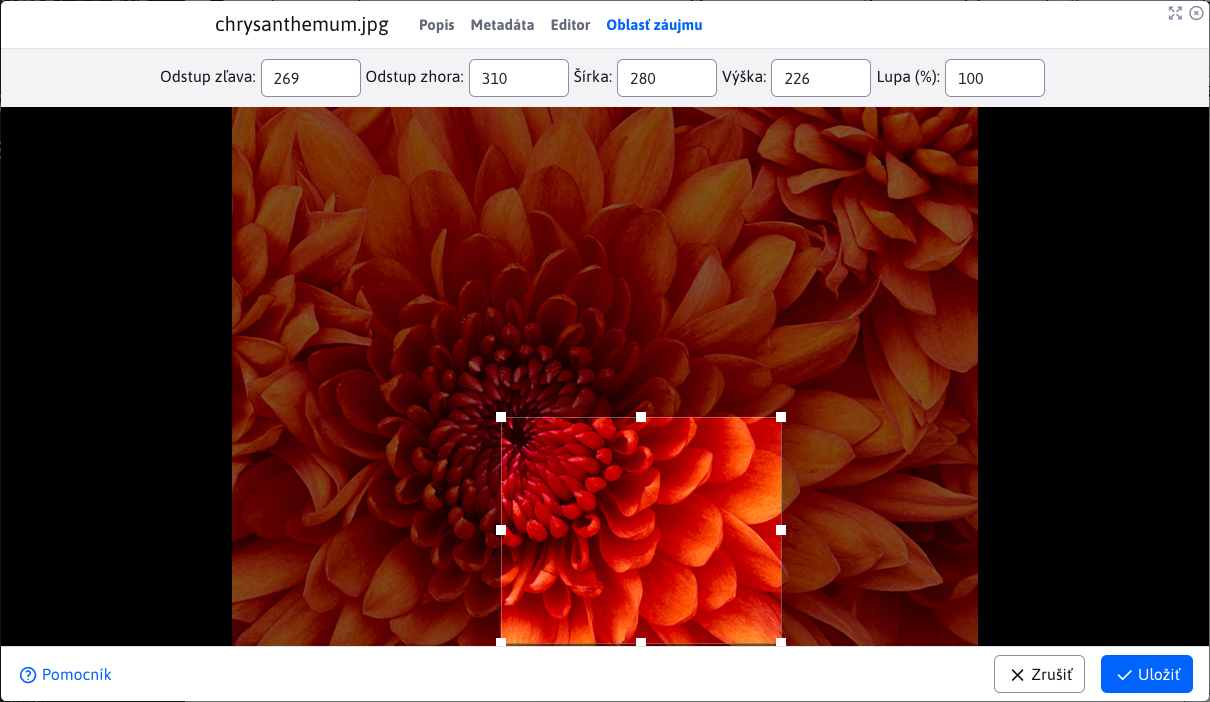 chrysanthemum.jpg Popis Metadáta Editor Oblasť záujmu
Odstup zľava: 269 Odstup zhora: 310 Šírka: 280 Výška: 226 Lupa (%): 100
Pomocník Zrušiť Uložiť